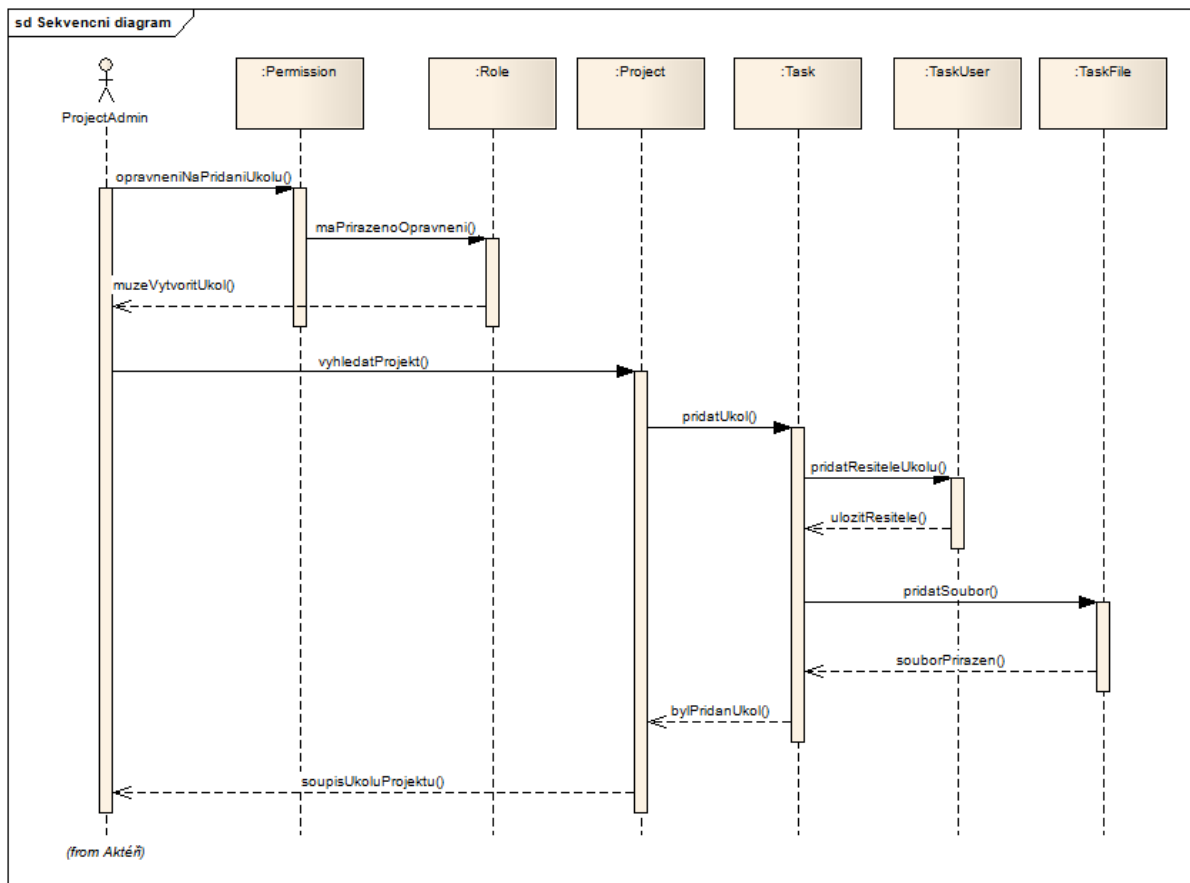 sd Sekvencni diagram
:Permission
:Role
:Project
:Task
:TaskUser
:TaskFile
ProjectAdmin
opravneniNaPridaniUkolu()
maPrirazenoOpravneni()
muzeVytvoritUkol()
vyhledatProjekt()
pridatUkol()
pridatResiteleUkolu()
ulozitResitele()
pridatSoubor()
souborPrirazen()
bylPridanUkol()
soupisUkoluProjektu()
(from Aktéři)